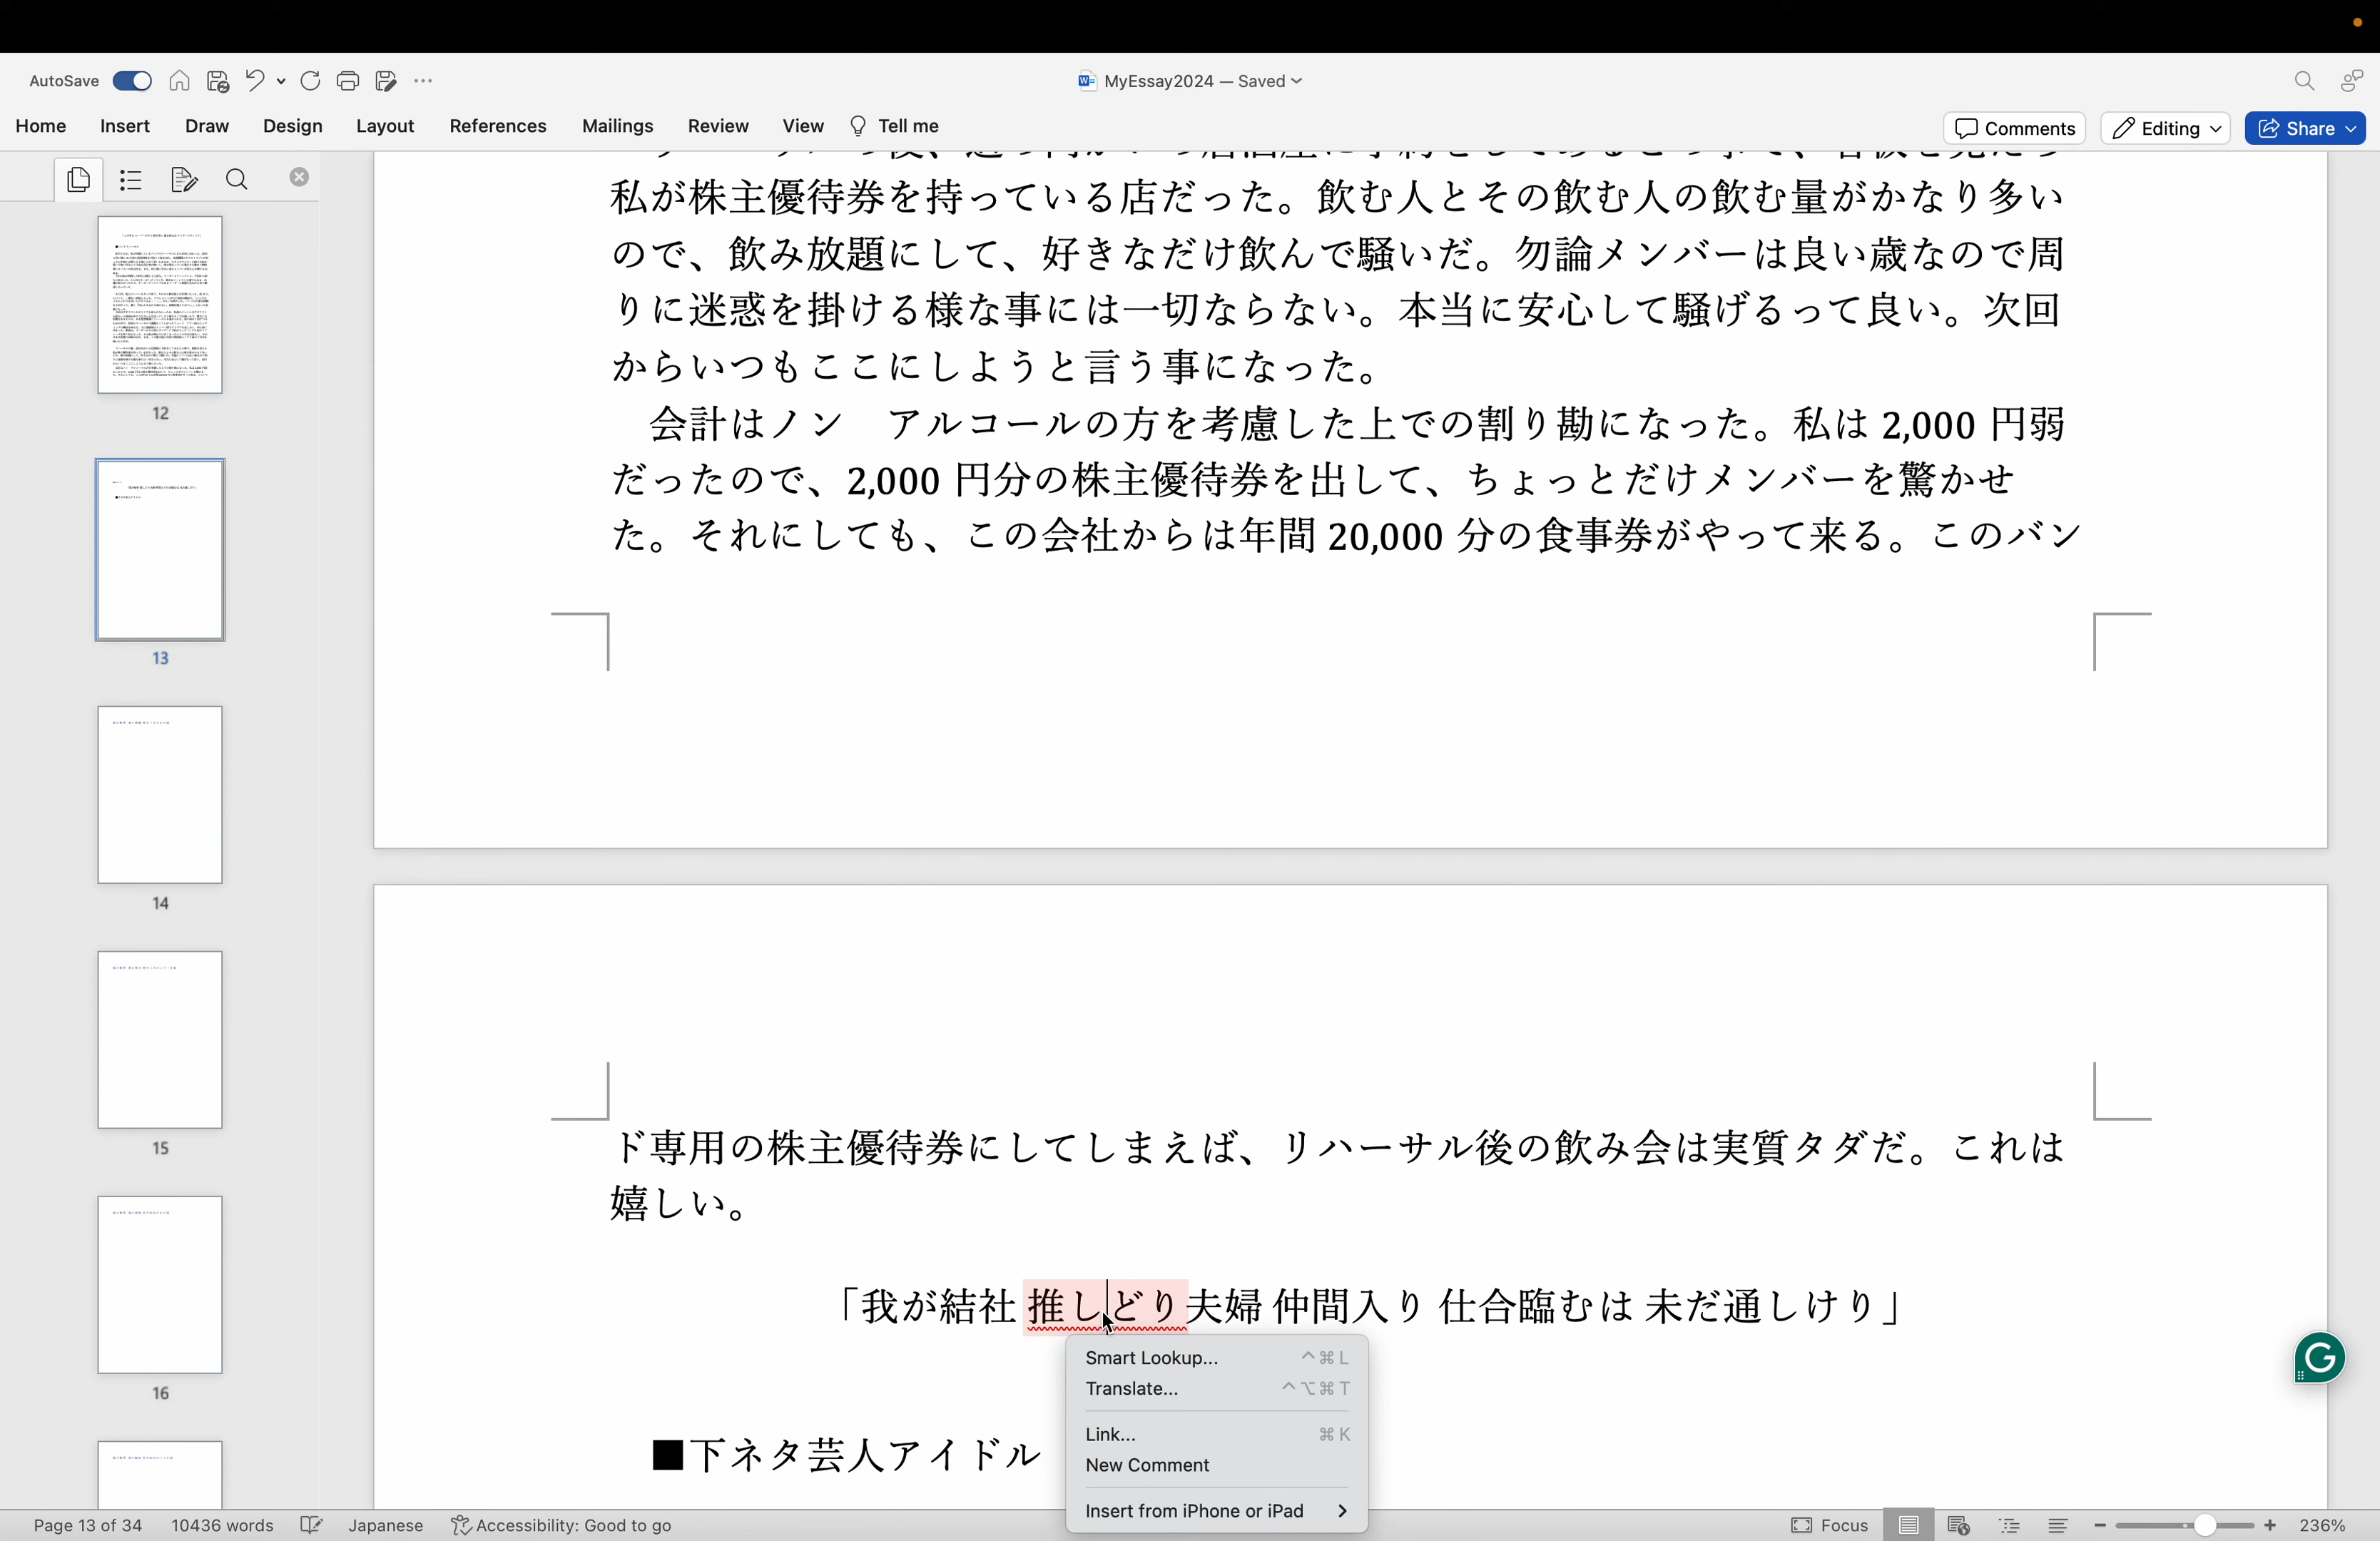 AutoSave
MyEssay2024 — Saved
Home Insert Draw Design Layout References Mailings Review View Tell me
Comments Editing Share
私が株主優待券を持っている店だった。飲む人とその飲む人の飲む量がかなり多い
ので、飲み放題にして、好きなだけ飲んで騒いだ。勿論メンバーは良い歳なので周
りに迷惑を掛ける様な事には一切ならない。本当に安心して騒げるって良い。次回
からいつもここにしようと言う事になった。
会計はノン　アルコールの方を考慮した上での割り勘になった。私は 2,000 円弱
だったので、2,000 円分の株主優待券を出して、ちょっとだけメンバーを驚かせ
た。それにしても、この会社からは年間 20,000 分の食事券がやって来る。このバン
ド専用の株主優待券にしてしまえば、リハーサル後の飲み会は実質タダだ。これは
嬉しい。
「我が結社 推しどり夫婦 仲間入り 仕合臨むは 未だ通しけり」
■下ネタ芸人アイドル
Smart Lookup... ^⌘L
Translate... ^⌥⌘T
Link... ⌘K
New Comment
Insert from iPhone or iPad
12
13
14
15
16
Page 13 of 34 10436 words Japanese Accessibility: Good to go Focus 236%